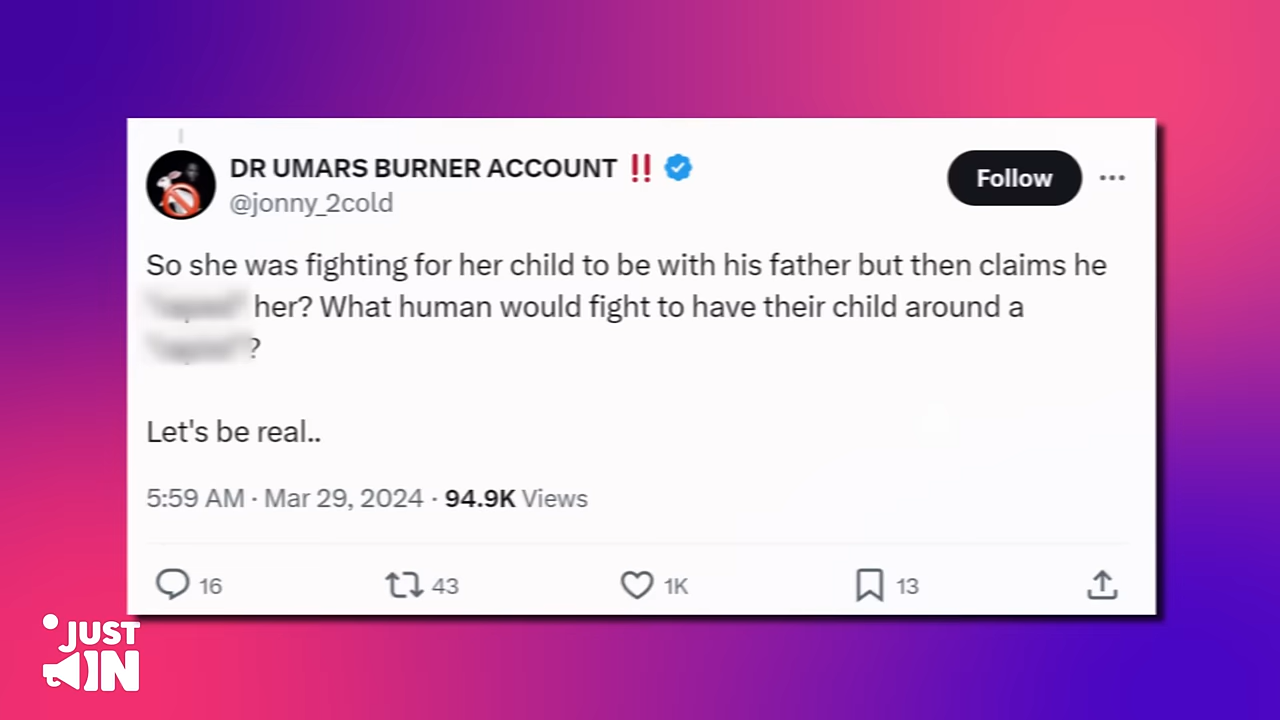 DR UMARS BURNER ACCOUNT ‼
@jonny_2cold
Follow
So she was fighting for her child to be with his father but then claims he
her? What human would fight to have their child around a
?
Let's be real..
5:59 AM · Mar 29, 2024 · 94.9K Views
16 43 1K 13
JUST
IN